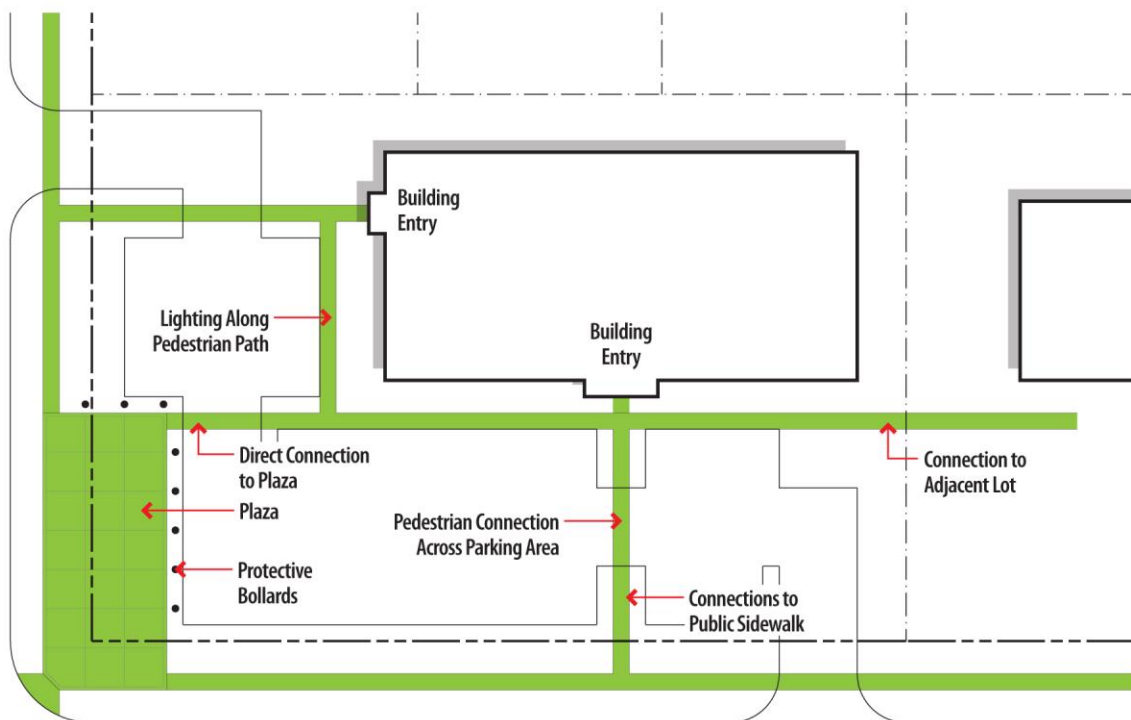 Building
Entry
Lighting Along
Pedestrian Path
Building
Entry
Direct Connection
to Plaza
Connection to
Adjacent Lot
Plaza
Pedestrian Connection
Across Parking Area
Protective
Bollards
Connections to
Public Sidewalk